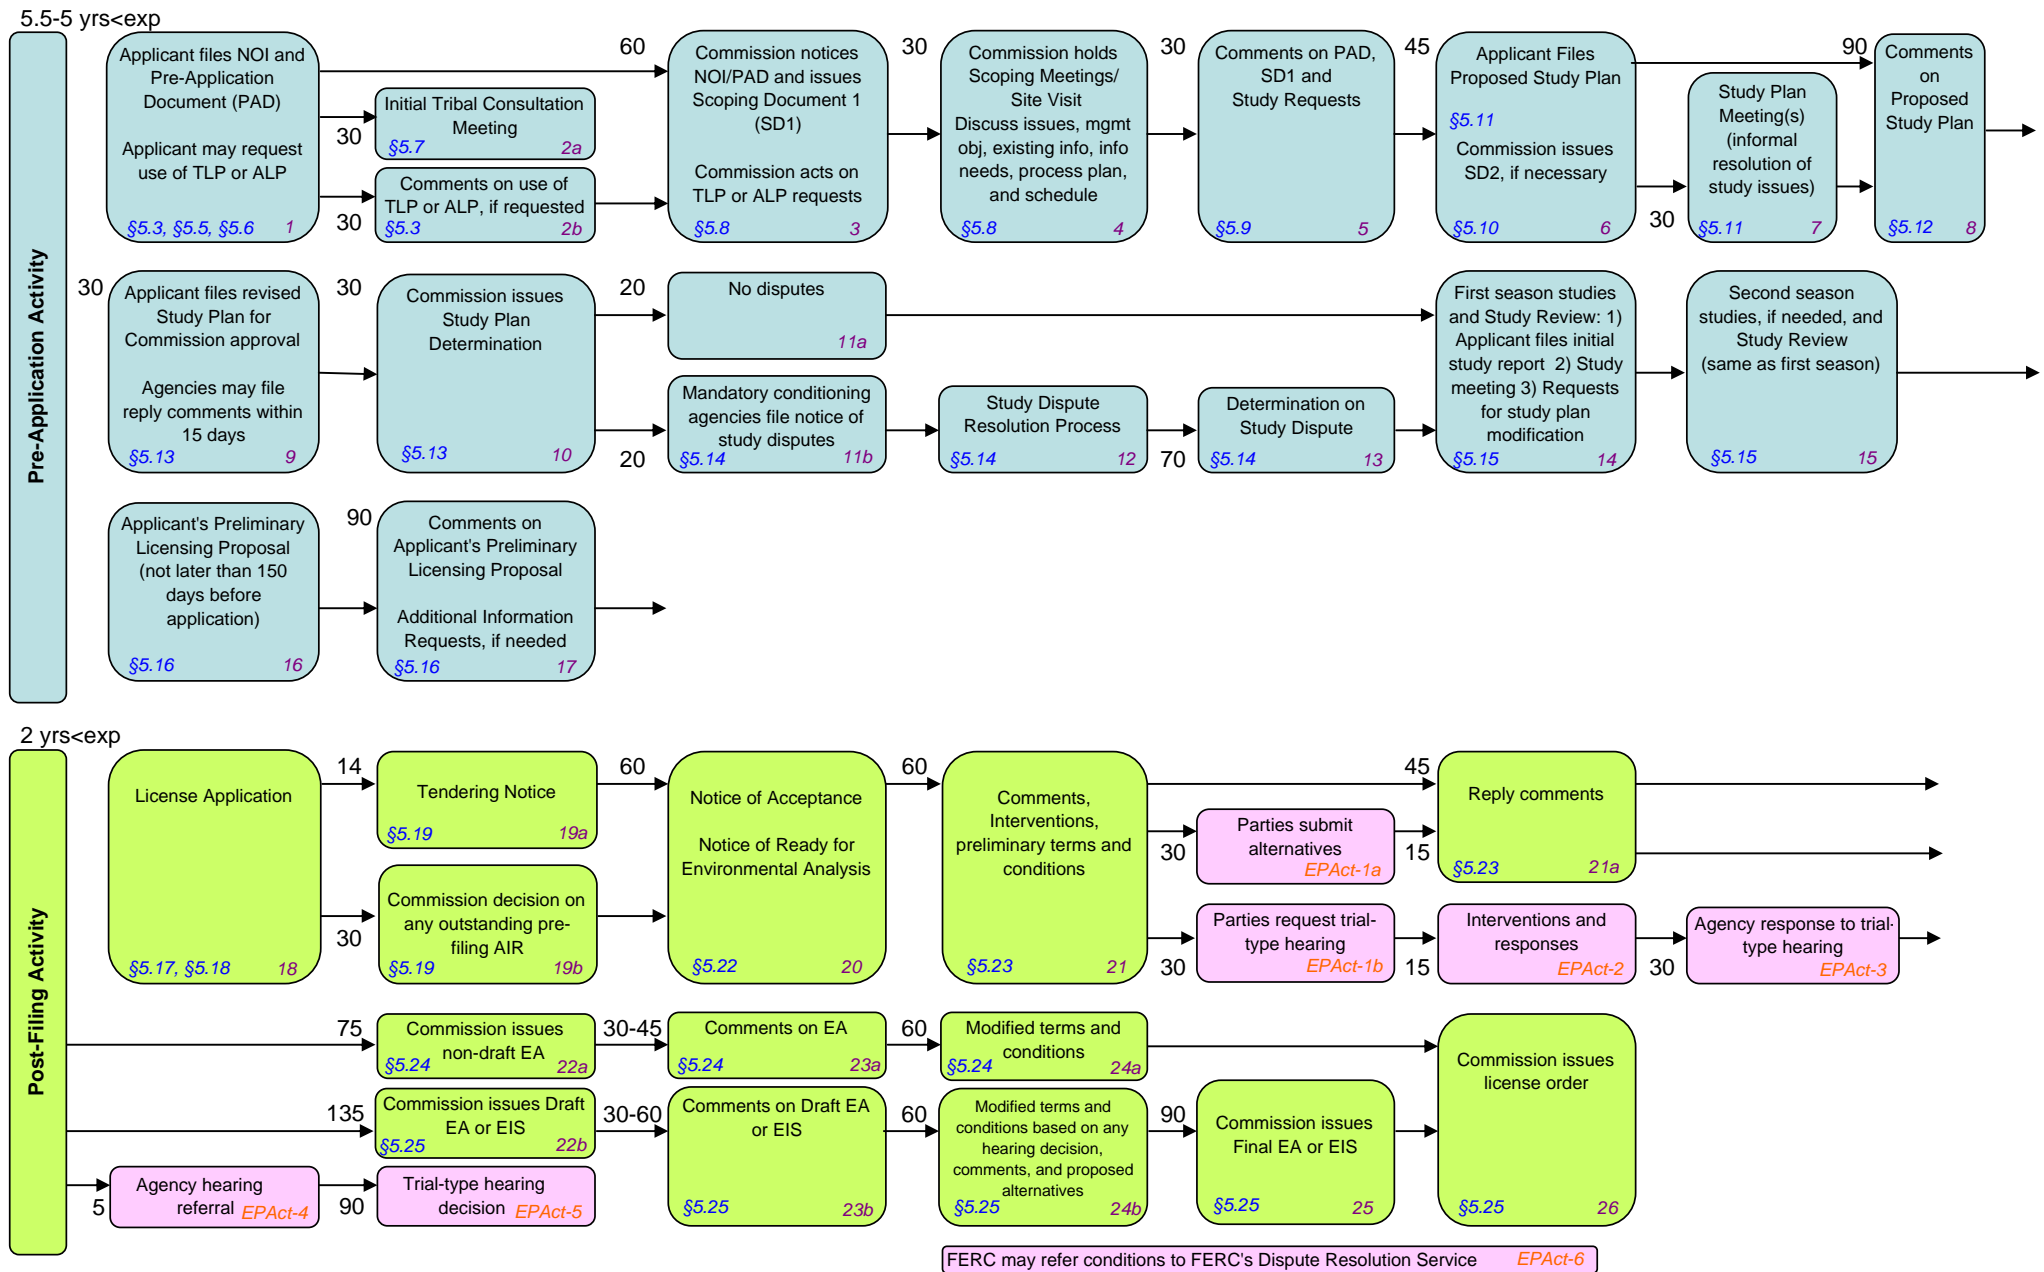 5.5-5 yrs<exp
Pre-Application Activity
Applicant files NOI and
Pre-Application
Document (PAD)
Applicant may request
use of TLP or ALP
§5.3, §5.5, §5.6 1
60
30
Initial Tribal Consultation
Meeting
§5.7 2a
30
Comments on use of
TLP or ALP, if requested
§5.3 2b
Commission notices
NOI/PAD and issues
Scoping Document 1
(SD1)
Commission acts on
TLP or ALP requests
§5.8 3
30
Commission holds
Scoping Meetings/
Site Visit
Discuss issues, mgmt
obj, existing info, info
needs, process plan,
and schedule
§5.8 4
30
Comments on PAD,
SD1 and
Study Requests
§5.9 5
45
Applicant Files
Proposed Study Plan
§5.11
Commission issues
SD2, if necessary
§5.10 6
30
Study Plan
Meeting(s)
(informal
resolution of
study issues)
§5.11 7
90
Comments
on
Proposed
Study Plan
§5.12 8
30
Applicant files revised
Study Plan for
Commission approval
Agencies may file
reply comments within
15 days
§5.13 9
30
Commission issues
Study Plan
Determination
§5.13 10
20
No disputes
11a
20
Mandatory conditioning
agencies file notice of
study disputes
§5.14 11b
Study Dispute
Resolution Process
§5.14 12
70
Determination on
Study Dispute
§5.14 13
First season studies
and Study Review: 1)
Applicant files initial
study report 2) Study
meeting 3) Requests
for study plan
modification
§5.15 14
Second season
studies, if needed, and
Study Review
(same as first season)
§5.15 15
Applicant's Preliminary
Licensing Proposal
(not later than 150
days before
application)
§5.16 16
90
Comments on
Applicant's Preliminary
Licensing Proposal
Additional Information
Requests, if needed
§5.16 17
2 yrs<exp
Post-Filing Activity
License Application
§5.17, §5.18 18
14
Tendering Notice
§5.19 19a
30
Commission decision on
any outstanding pre-
filing AIR
§5.19 19b
60
Notice of Acceptance
Notice of Ready for
Environmental Analysis
§5.22 20
60
Comments,
Interventions,
preliminary terms and
conditions
§5.23 21
30
Parties submit
alternatives
EPAct-1a
45
15
Reply comments
§5.23 21a
30
Parties request trial-
type hearing
EPAct-1b
15
Interventions and
responses
EPAct-2
30
Agency response to trial-
type hearing
EPAct-3
75
Commission issues
non-draft EA
§5.24 22a
30-45
Comments on EA
§5.24 23a
60
Modified terms and
conditions
§5.24 24a
135
Commission issues Draft
EA or EIS
§5.25 22b
30-60
Comments on Draft EA
or EIS
§5.25 23b
60
Modified terms and
conditions based on any
hearing decision,
comments, and proposed
alternatives
§5.25 24b
90
Commission issues
Final EA or EIS
§5.25 25
Commission issues
license order
§5.25 26
5
Agency hearing
referral EPAct-4
90
Trial-type hearing
decision EPAct-5
FERC may refer conditions to FERC's Dispute Resolution Service EPAct-6